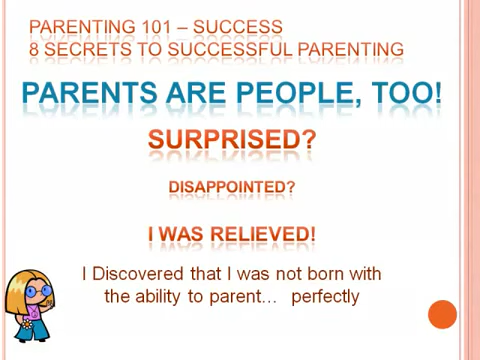 PARENTING 101 – SUCCESS
8 SECRETS TO SUCCESSFUL PARENTING
PARENTS ARE PEOPLE, TOO!
SURPRISED?
DISAPPOINTED?
I WAS RELIEVED!
I Discovered that I was not born with
the ability to parent... perfectly